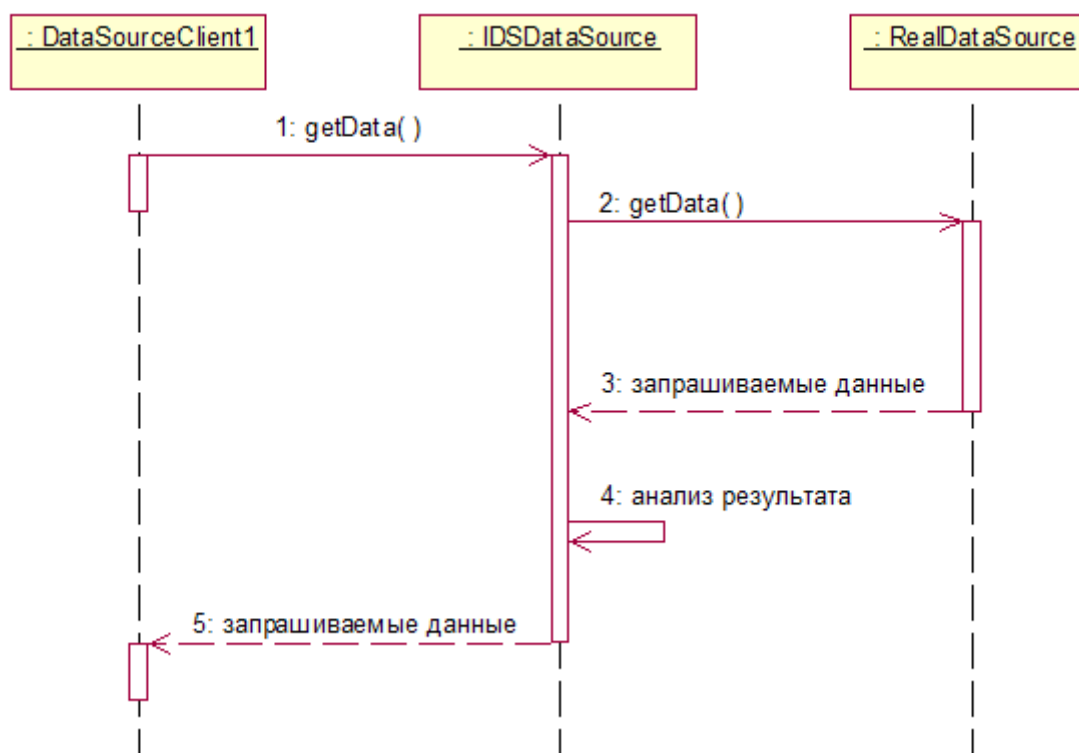 : DataSourceClient1
: IDSDataSource
: RealDataSource
1: getData( )
2: getData( )
3: запрашиваемые данные
4: анализ результата
5: запрашиваемые данные